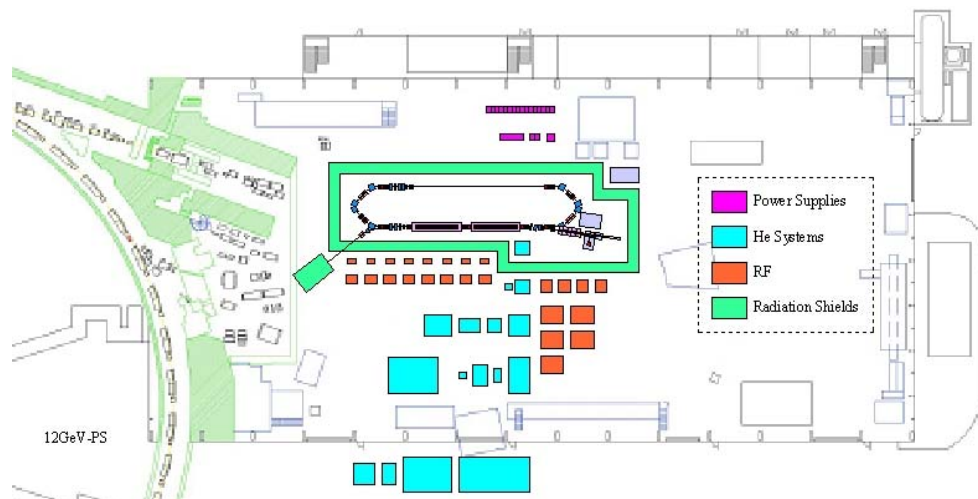 Power Supplies
He Systems
RF
Radiation Shields
12GeV-PS